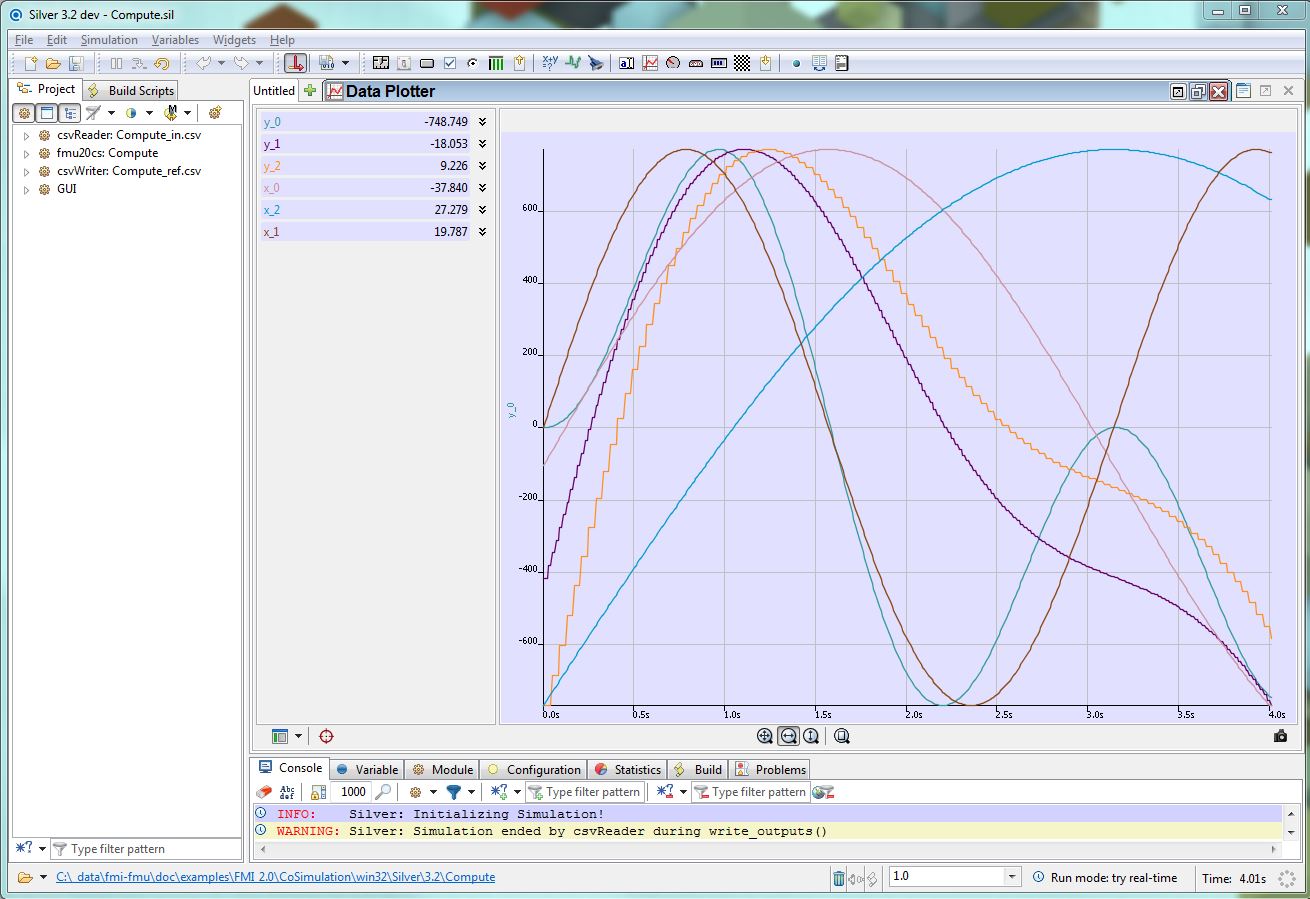 Silver 3.2 dev - Compute.sil
File Edit Simulation Variables Widgets Help
Project Build Scripts
csvReader: Compute_in.csv
fmu20cs: Compute
csvWriter: Compute_ref.csv
GUI
Type filter pattern
Untitled Data Plotter
y_0 -748.749
y_1 -18.053
y_2 9.226
x_0 -37.840
x_2 27.279
x_1 19.787
600
400
200
0
-200
-400
-600
y_0
0.0s 0.5s 1.0s 1.5s 2.0s 2.5s 3.0s 3.5s 4.0s
Console Variable Module Configuration Statistics Build Problems
Abc def 1000 Type filter pattern Type filter pattern
INFO: Silver: Initializing Simulation!
WARNING: Silver: Simulation ended by csvReader during write_outputs()
C:\_data\fmi-fmu\doc\examples\FMI 2.0\CoSimulation\win32\Silver\3.2\Compute
1.0 Run mode: try real-time Time: 4.01s